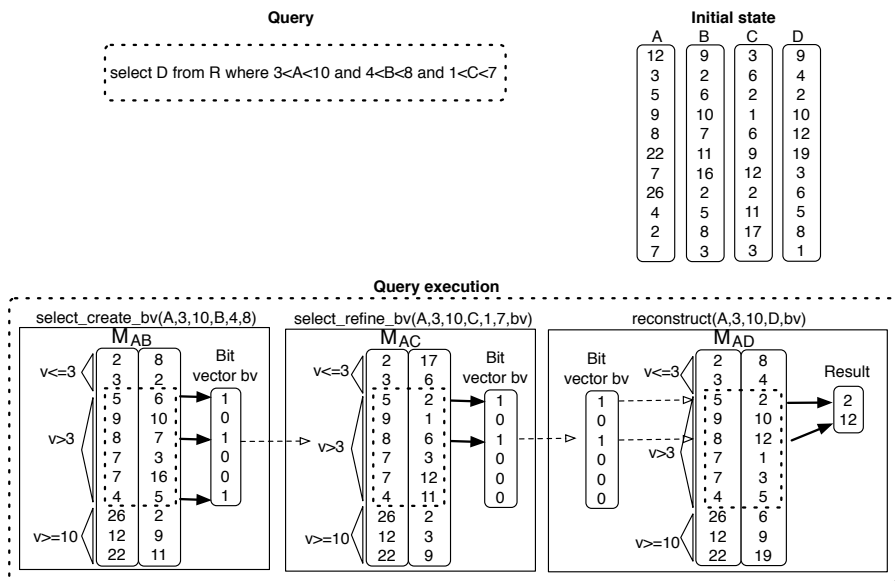 Query
select D from R where 3<A<10 and 4<B<8 and 1<C<7
Initial state
A B C D
12 9 3 9
3 2 6 4
5 6 2 2
9 10 1 10
8 7 6 12
22 11 9 19
7 16 12 3
26 2 2 6
4 5 11 5
2 8 17 8
7 3 3 1
Query execution
select_create_bv(A,3,10,B,4,8)
MAB
v<=3
v>3
v>=10
2 8
3 2
5 6
9 10
8 7
7 3
7 16
4 5
26 2
12 9
22 11
Bit
vector bv
1
0
1
0
0
1
select_refine_bv(A,3,10,C,1,7,bv)
MAC
v<=3
v>3
v>=10
2 17
3 6
5 2
9 1
8 6
7 3
7 12
4 11
26 2
12 3
22 9
Bit
vector bv
1
0
1
0
0
0
reconstruct(A,3,10,D,bv)
Bit
vector bv
1
0
1
0
0
0
MAD
v<=3
v>3
v>=10
2 8
3 4
5 2
9 10
8 12
7 1
7 3
4 5
26 6
12 9
22 19
Result
2
12